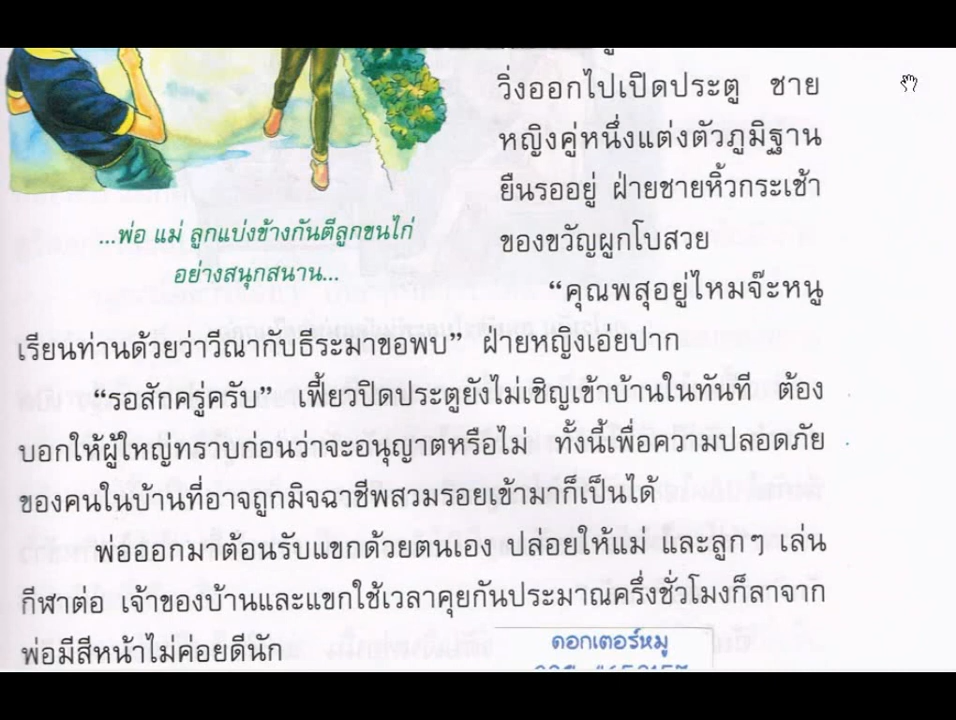 วิ่งออกไปเปิดประตู ชาย
หญิงคู่หนึ่งแต่งตัวภูมิฐาน
ยืนรออยู่ ฝ่ายชายหิ้วกระเช้า
ของขวัญผูกโบสวย
...พ่อ แม่ ลูกแบ่งข้างกันตีลูกขนไก่
อย่างสนุกสนาน...
“คุณพสุอยู่ไหมจ๊ะหนู
เรียนท่านด้วยว่าวีณากับธีระมาขอพบ” ฝ่ายหญิงเอ่ยปาก
“รอสักครู่ครับ” เฟี้ยวปิดประตูยังไม่เชิญเข้าบ้านในทันที ต้อง
บอกให้ผู้ใหญ่ทราบก่อนว่าจะอนุญาตหรือไม่ ทั้งนี้เพื่อความปลอดภัย
ของคนในบ้านที่อาจถูกมิจฉาชีพสวมรอยเข้ามาก็เป็นได้
พ่อออกมาต้อนรับแขกด้วยตนเอง ปล่อยให้แม่ และลูกๆ เล่น
กีฬาต่อ เจ้าของบ้านและแขกใช้เวลาคุยกันประมาณครึ่งชั่วโมงก็ลาจาก
พ่อมีสีหน้าไม่ค่อยดีนัก
ดอกเตอร์หมู